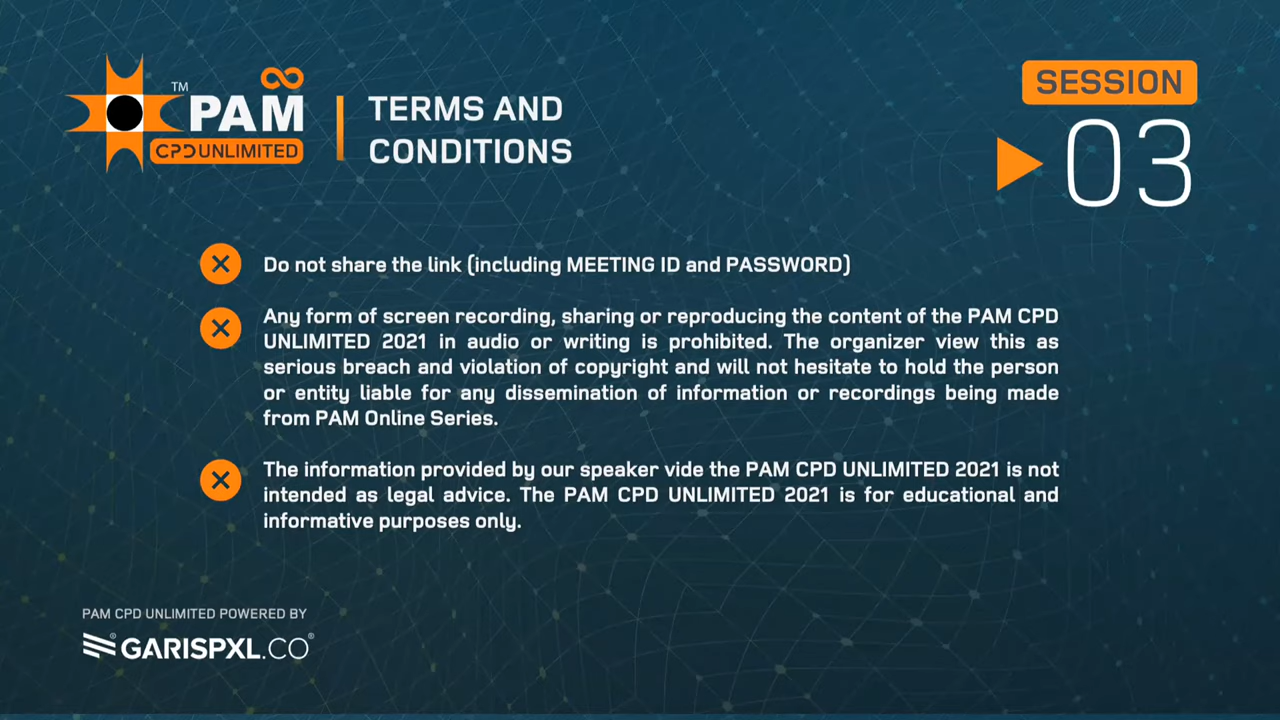 TM
PAM
CPD UNLIMITED
TERMS AND
CONDITIONS
SESSION
03
Do not share the link (including MEETING ID and PASSWORD)
Any form of screen recording, sharing or reproducing the content of the PAM CPD
UNLIMITED 2021 in audio or writing is prohibited. The organizer view this as
serious breach and violation of copyright and will not hesitate to hold the person
or entity liable for any dissemination of information or recordings being made
from PAM Online Series.
The information provided by our speaker vide the PAM CPD UNLIMITED 2021 is not
intended as legal advice. The PAM CPD UNLIMITED 2021 is for educational and
informative purposes only.
PAM CPD UNLIMITED POWERED BY
GARISPXL.CO®